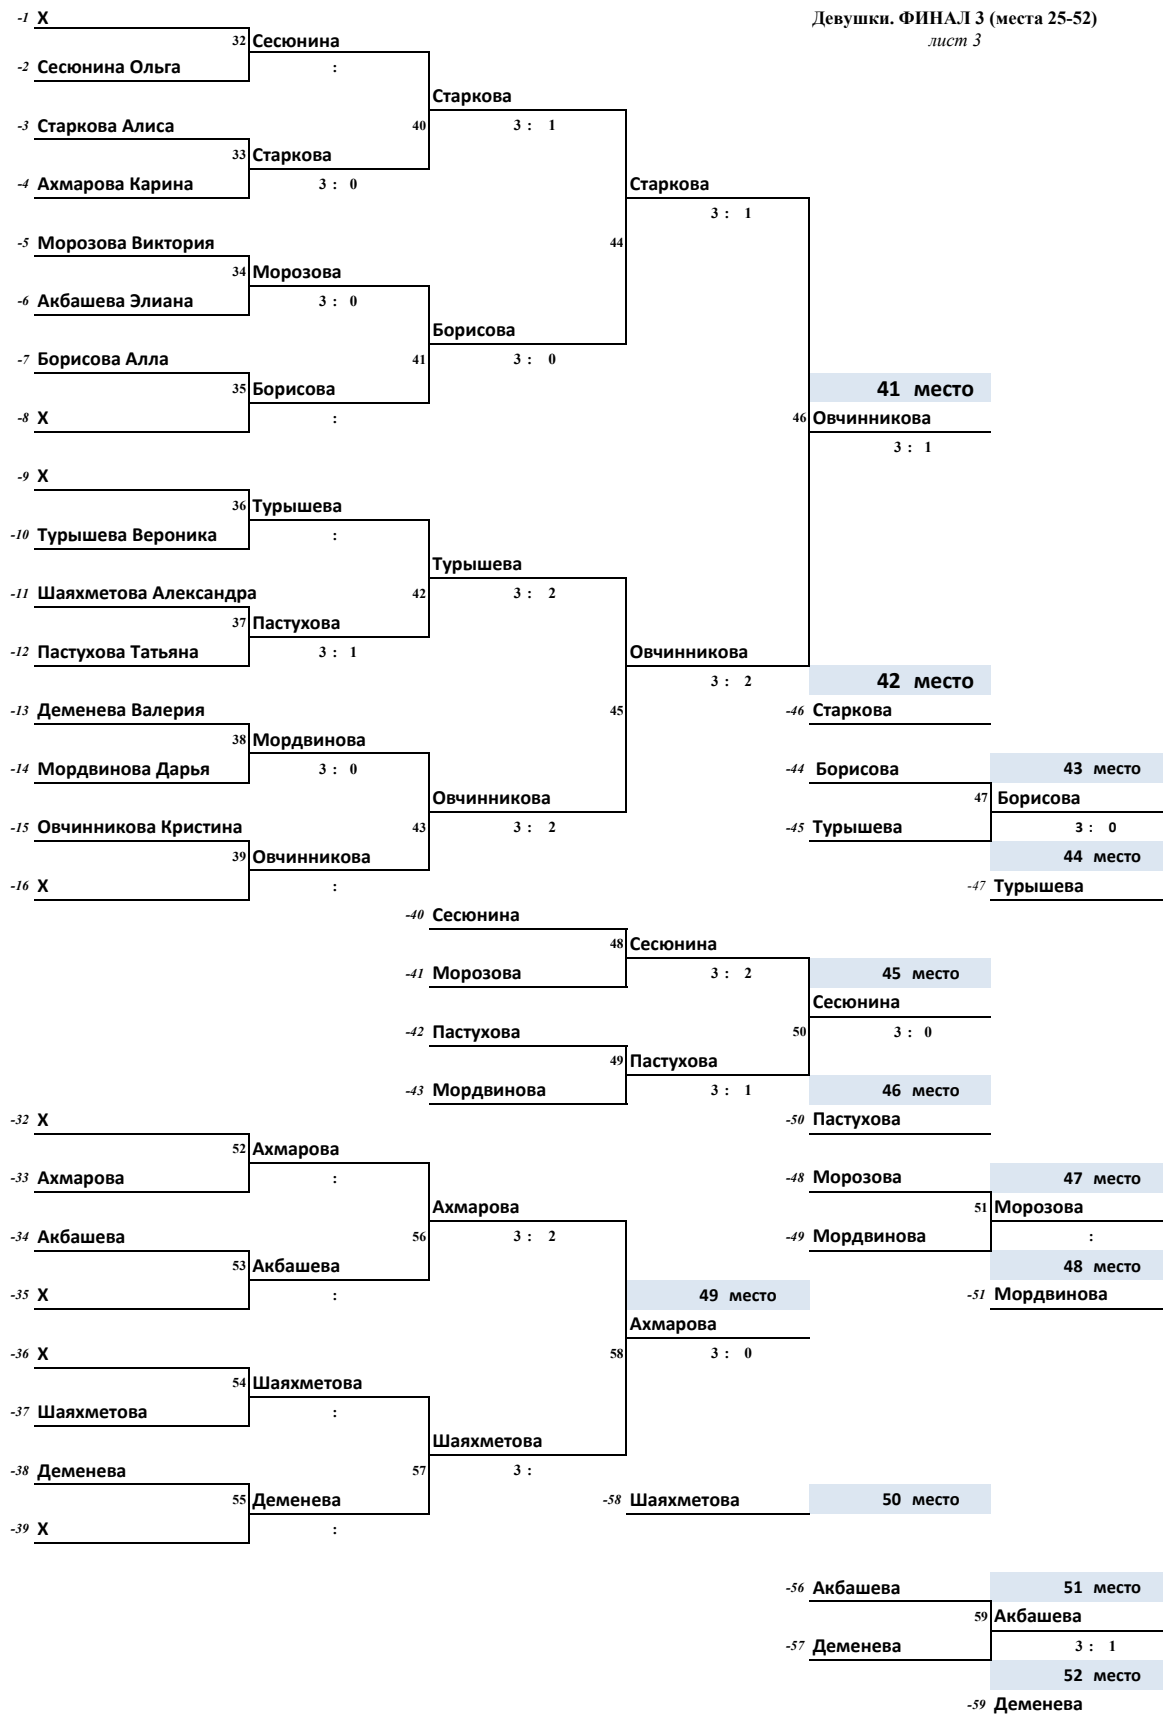 -1 Х
Девушки. ФИНАЛ 3 (места 25-52)
32 Сесюнина
лист 3
-2 Сесюнина Ольга
:
Старкова
-3 Старкова Алиса
40
3 : 1
33 Старкова
-4 Ахмарова Карина
3 : 0
Старкова
3 : 1
-5 Морозова Виктория
44
34 Морозова
-6 Акбашева Элиана
3 : 0
Борисова
-7 Борисова Алла
41
3 : 0
35 Борисова
41 место
-8 Х
:
46 Овчинникова
3 : 1
-9 Х
36 Турышева
-10 Турышева Вероника
:
Турышева
-11 Шаяхметова Александра
42
3 : 2
37 Пастухова
-12 Пастухова Татьяна
3 : 1
Овчинникова
3 : 2
42 место
-13 Деменева Валерия
45
-46 Старкова
38 Мордвинова
-14 Мордвинова Дарья
3 : 0
-44 Борисова
43 место
Овчинникова
47 Борисова
-15 Овчинникова Кристина
43
3 : 2
-45 Турышева
3 : 0
39 Овчинникова
44 место
-16 Х
:
-47 Турышева
-40 Сесюнина
48 Сесюнина
-41 Морозова
3 : 2
45 место
Сесюнина
-42 Пастухова
50
3 : 0
49 Пастухова
-43 Мордвинова
3 : 1
46 место
-32 Х
-50 Пастухова
52 Ахмарова
-33 Ахмарова
:
-48 Морозова
47 место
Ахмарова
51 Морозова
-34 Акбашева
56
3 : 2
-49 Мордвинова
:
53 Акбашева
48 место
-35 Х
:
49 место
-51 Мордвинова
Ахмарова
-36 Х
58
3 : 0
54 Шаяхметова
-37 Шаяхметова
:
Шаяхметова
-38 Деменева
57
3 :
55 Деменева
-58 Шаяхметова
50 место
-39 Х
:
-56 Акбашева
51 место
59 Акбашева
-57 Деменева
3 : 1
52 место
-59 Деменева